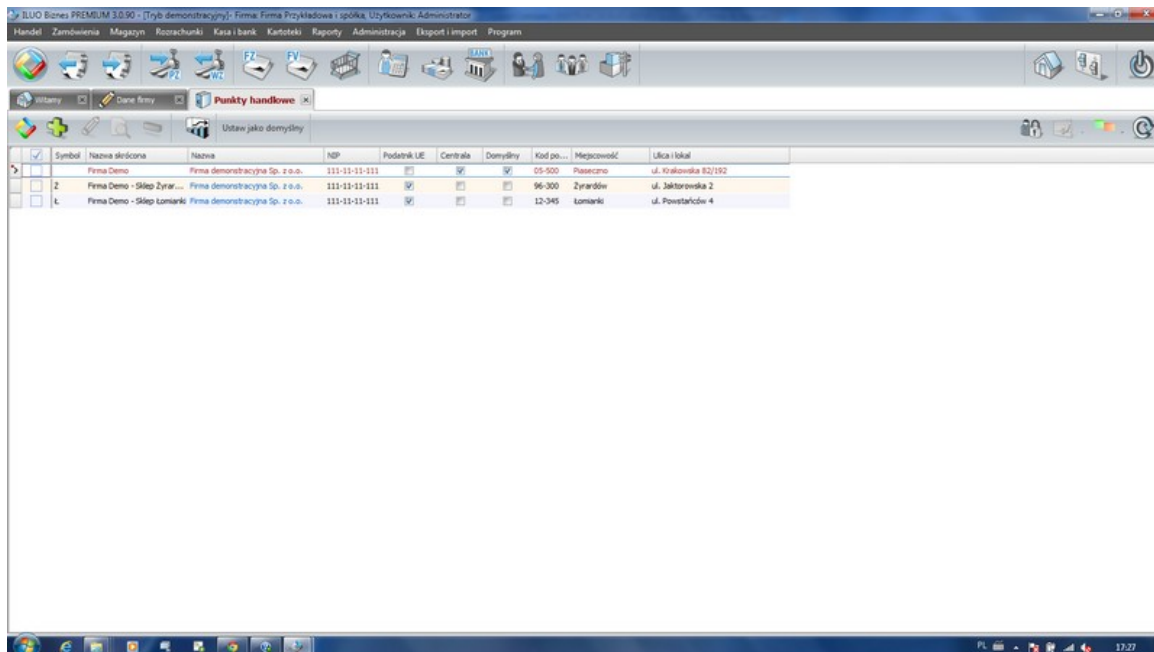 ILUO Biznes PREMIUM 3.0.90 - [Tryb demonstracyjny]- Firma: Firma Przykładowa i spółka, Użytkownik: Administrator
Handel Zamówienia Magazyn Rozrachunki Kasa i bank Kartoteki Raporty Administracja Eksport i import Program
PZ WZ FZ FV BANK
Witamy Dane firmy Punkty handlowe
Ustaw jako domyślny
Symbol Nazwa skrócona Nazwa NIP Podatnik UE Centrala Domyślny Kod po... Miejscowość Ulica i lokal
Firma Demo Firma demonstracyjna Sp. z o.o. 111-11-11-111 05-500 Piaseczno ul. Krakowska 82/192
Ż Firma Demo - Sklep Żyrar.... Firma demonstracyjna Sp. z o.o. 111-11-11-111 96-300 Żyrardów ul. Jaktorowska 2
Ł Firma Demo - Sklep Łomianki Firma demonstracyjna Sp. z o.o. 111-11-11-111 12-345 Łomianki ul. Powstańców 4
PL 17:27